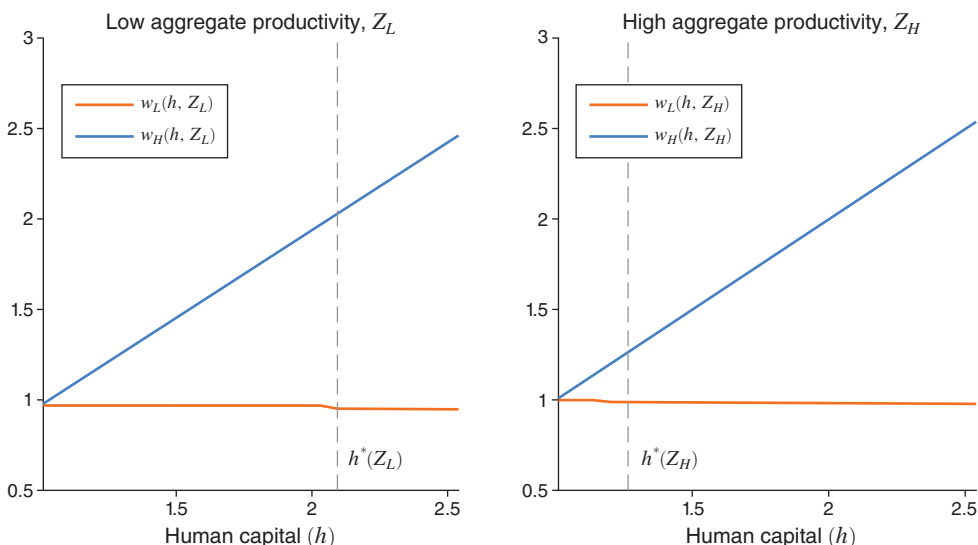 Low aggregate productivity, Z_L
3
2.5
2
1.5
1
0.5
w_L(h, Z_L)
w_H(h, Z_L)
h*(Z_L)
1.5
2
2.5
Human capital (h)
High aggregate productivity, Z_H
3
2.5
2
1.5
1
0.5
w_L(h, Z_H)
w_H(h, Z_H)
h*(Z_H)
1.5
2
2.5
Human capital (h)